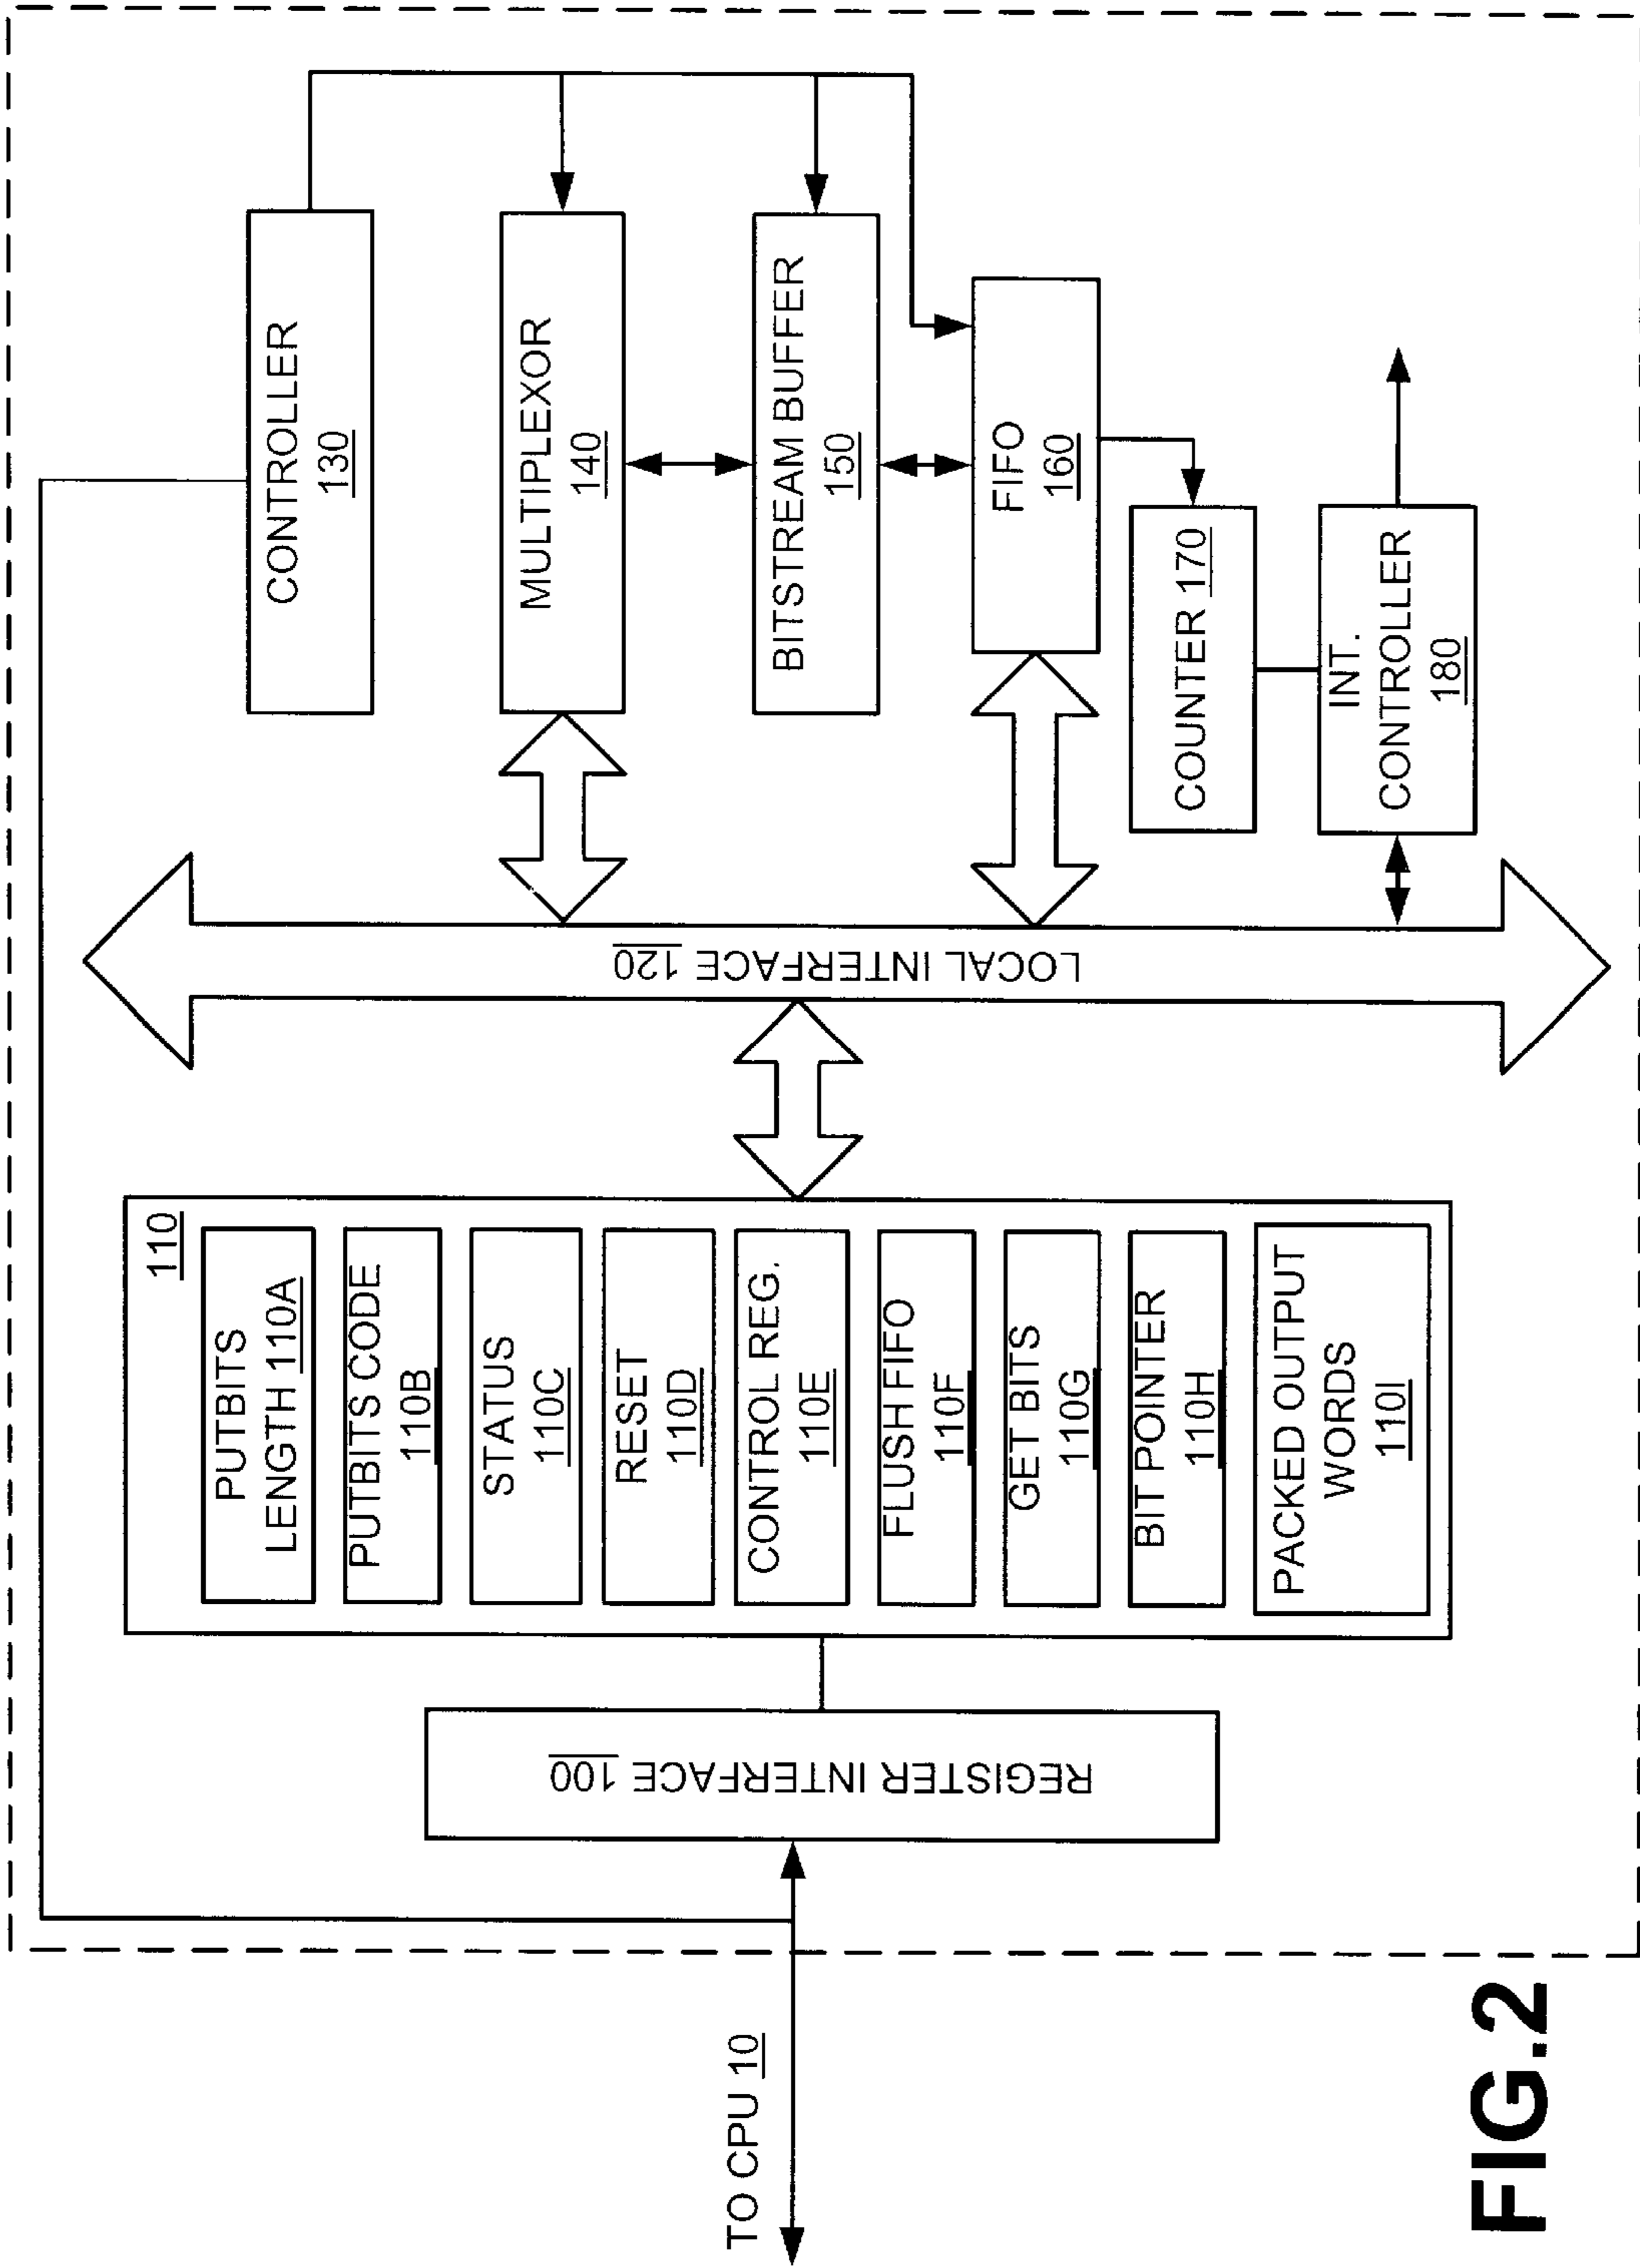 TO CPU 10
REGISTER INTERFACE 100
110
PUTBITS
LENGTH 110A
PUTBITS CODE
110B
STATUS
110C
RESET
110D
CONTROL REG.
110E
FLUSH FIFO
110F
GET BITS
110G
BIT POINTER
110H
PACKED OUTPUT
WORDS
110I
LOCAL INTERFACE 120
CONTROLLER
130
MULTIPLEXOR
140
BITSTREAM BUFFER
150
FIFO
160
COUNTER 170
INT.
CONTROLLER
180
FIG.2